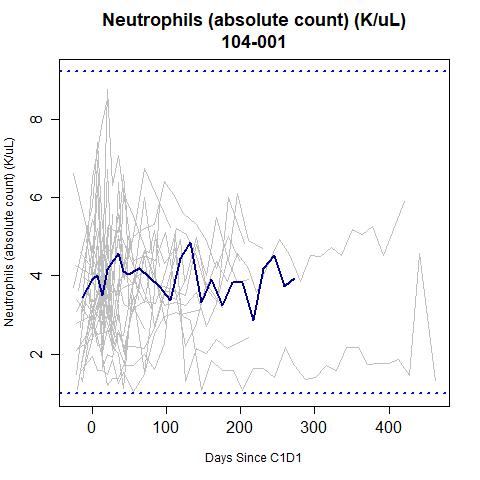 Neutrophils (absolute count) (K/uL)
104-001
Neutrophils (absolute count) (K/uL)
8
6
4
2
0 100 200 300 400
Days Since C1D1